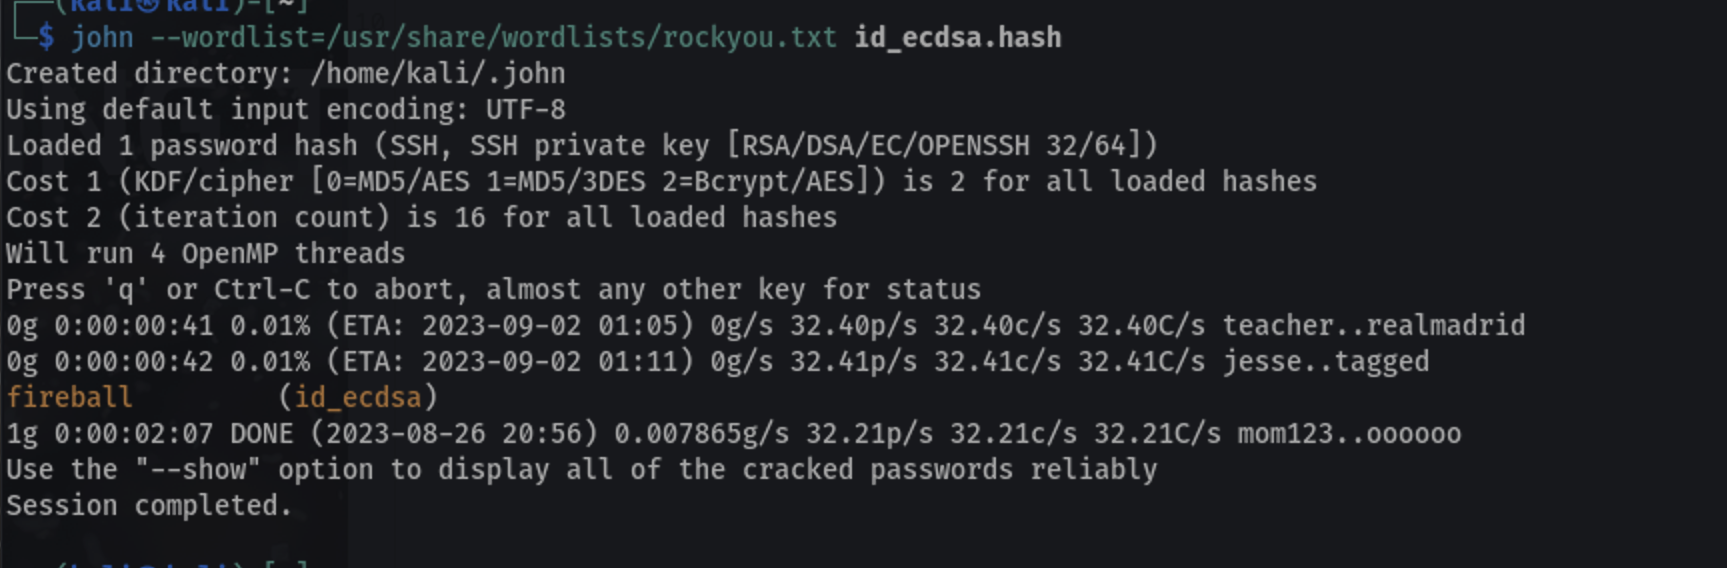 ┌──(kali㉿kali)-[~]
└─$ john --wordlist=/usr/share/wordlists/rockyou.txt id_ecdsa.hash
Created directory: /home/kali/.john
Using default input encoding: UTF-8
Loaded 1 password hash (SSH, SSH private key [RSA/DSA/EC/OPENSSH 32/64])
Cost 1 (KDF/cipher [0=MD5/AES 1=MD5/3DES 2=Bcrypt/AES]) is 2 for all loaded hashes
Cost 2 (iteration count) is 16 for all loaded hashes
Will run 4 OpenMP threads
Press 'q' or Ctrl-C to abort, almost any other key for status
0g 0:00:00:41 0.01% (ETA: 2023-09-02 01:05) 0g/s 32.40p/s 32.40c/s 32.40C/s teacher..realmadrid
0g 0:00:00:42 0.01% (ETA: 2023-09-02 01:11) 0g/s 32.41p/s 32.41c/s 32.41C/s jesse..tagged
fireball         (id_ecdsa)
1g 0:00:02:07 DONE (2023-08-26 20:56) 0.007865g/s 32.21p/s 32.21c/s 32.21C/s mom123..oooooo
Use the "--show" option to display all of the cracked passwords reliably
Session completed.